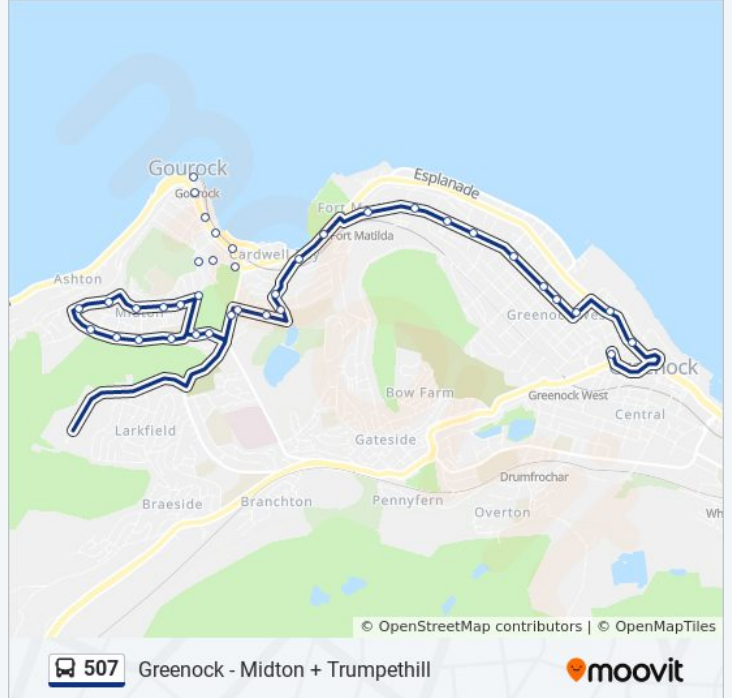 Gourock
Gourock
Esplanade
Fort Matilda
Cardwell Bay
Ashton
Midton
Greenock West
Greenock
Bow Farm
Greenock West
Central
Larkfield
Gateside
Drumfrochar
Braeside
Branchton
Pennyfern
Overton
Wh
© OpenStreetMap contributors | © OpenMapTiles
507 Greenock - Midton + Trumpethill
moovit